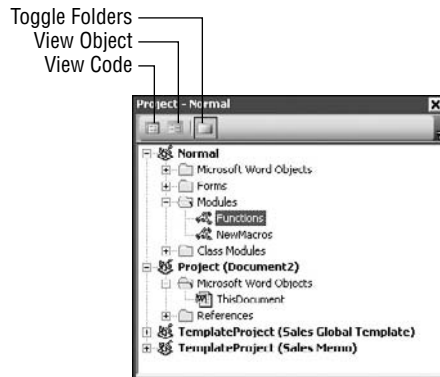 Toggle Folders
View Object
View Code
Project - Normal
Normal
Microsoft Word Objects
Forms
Modules
Functions
NewMacros
Class Modules
Project (Document2)
Microsoft Word Objects
ThisDocument
References
TemplateProject (Sales Global Template)
TemplateProject (Sales Memo)